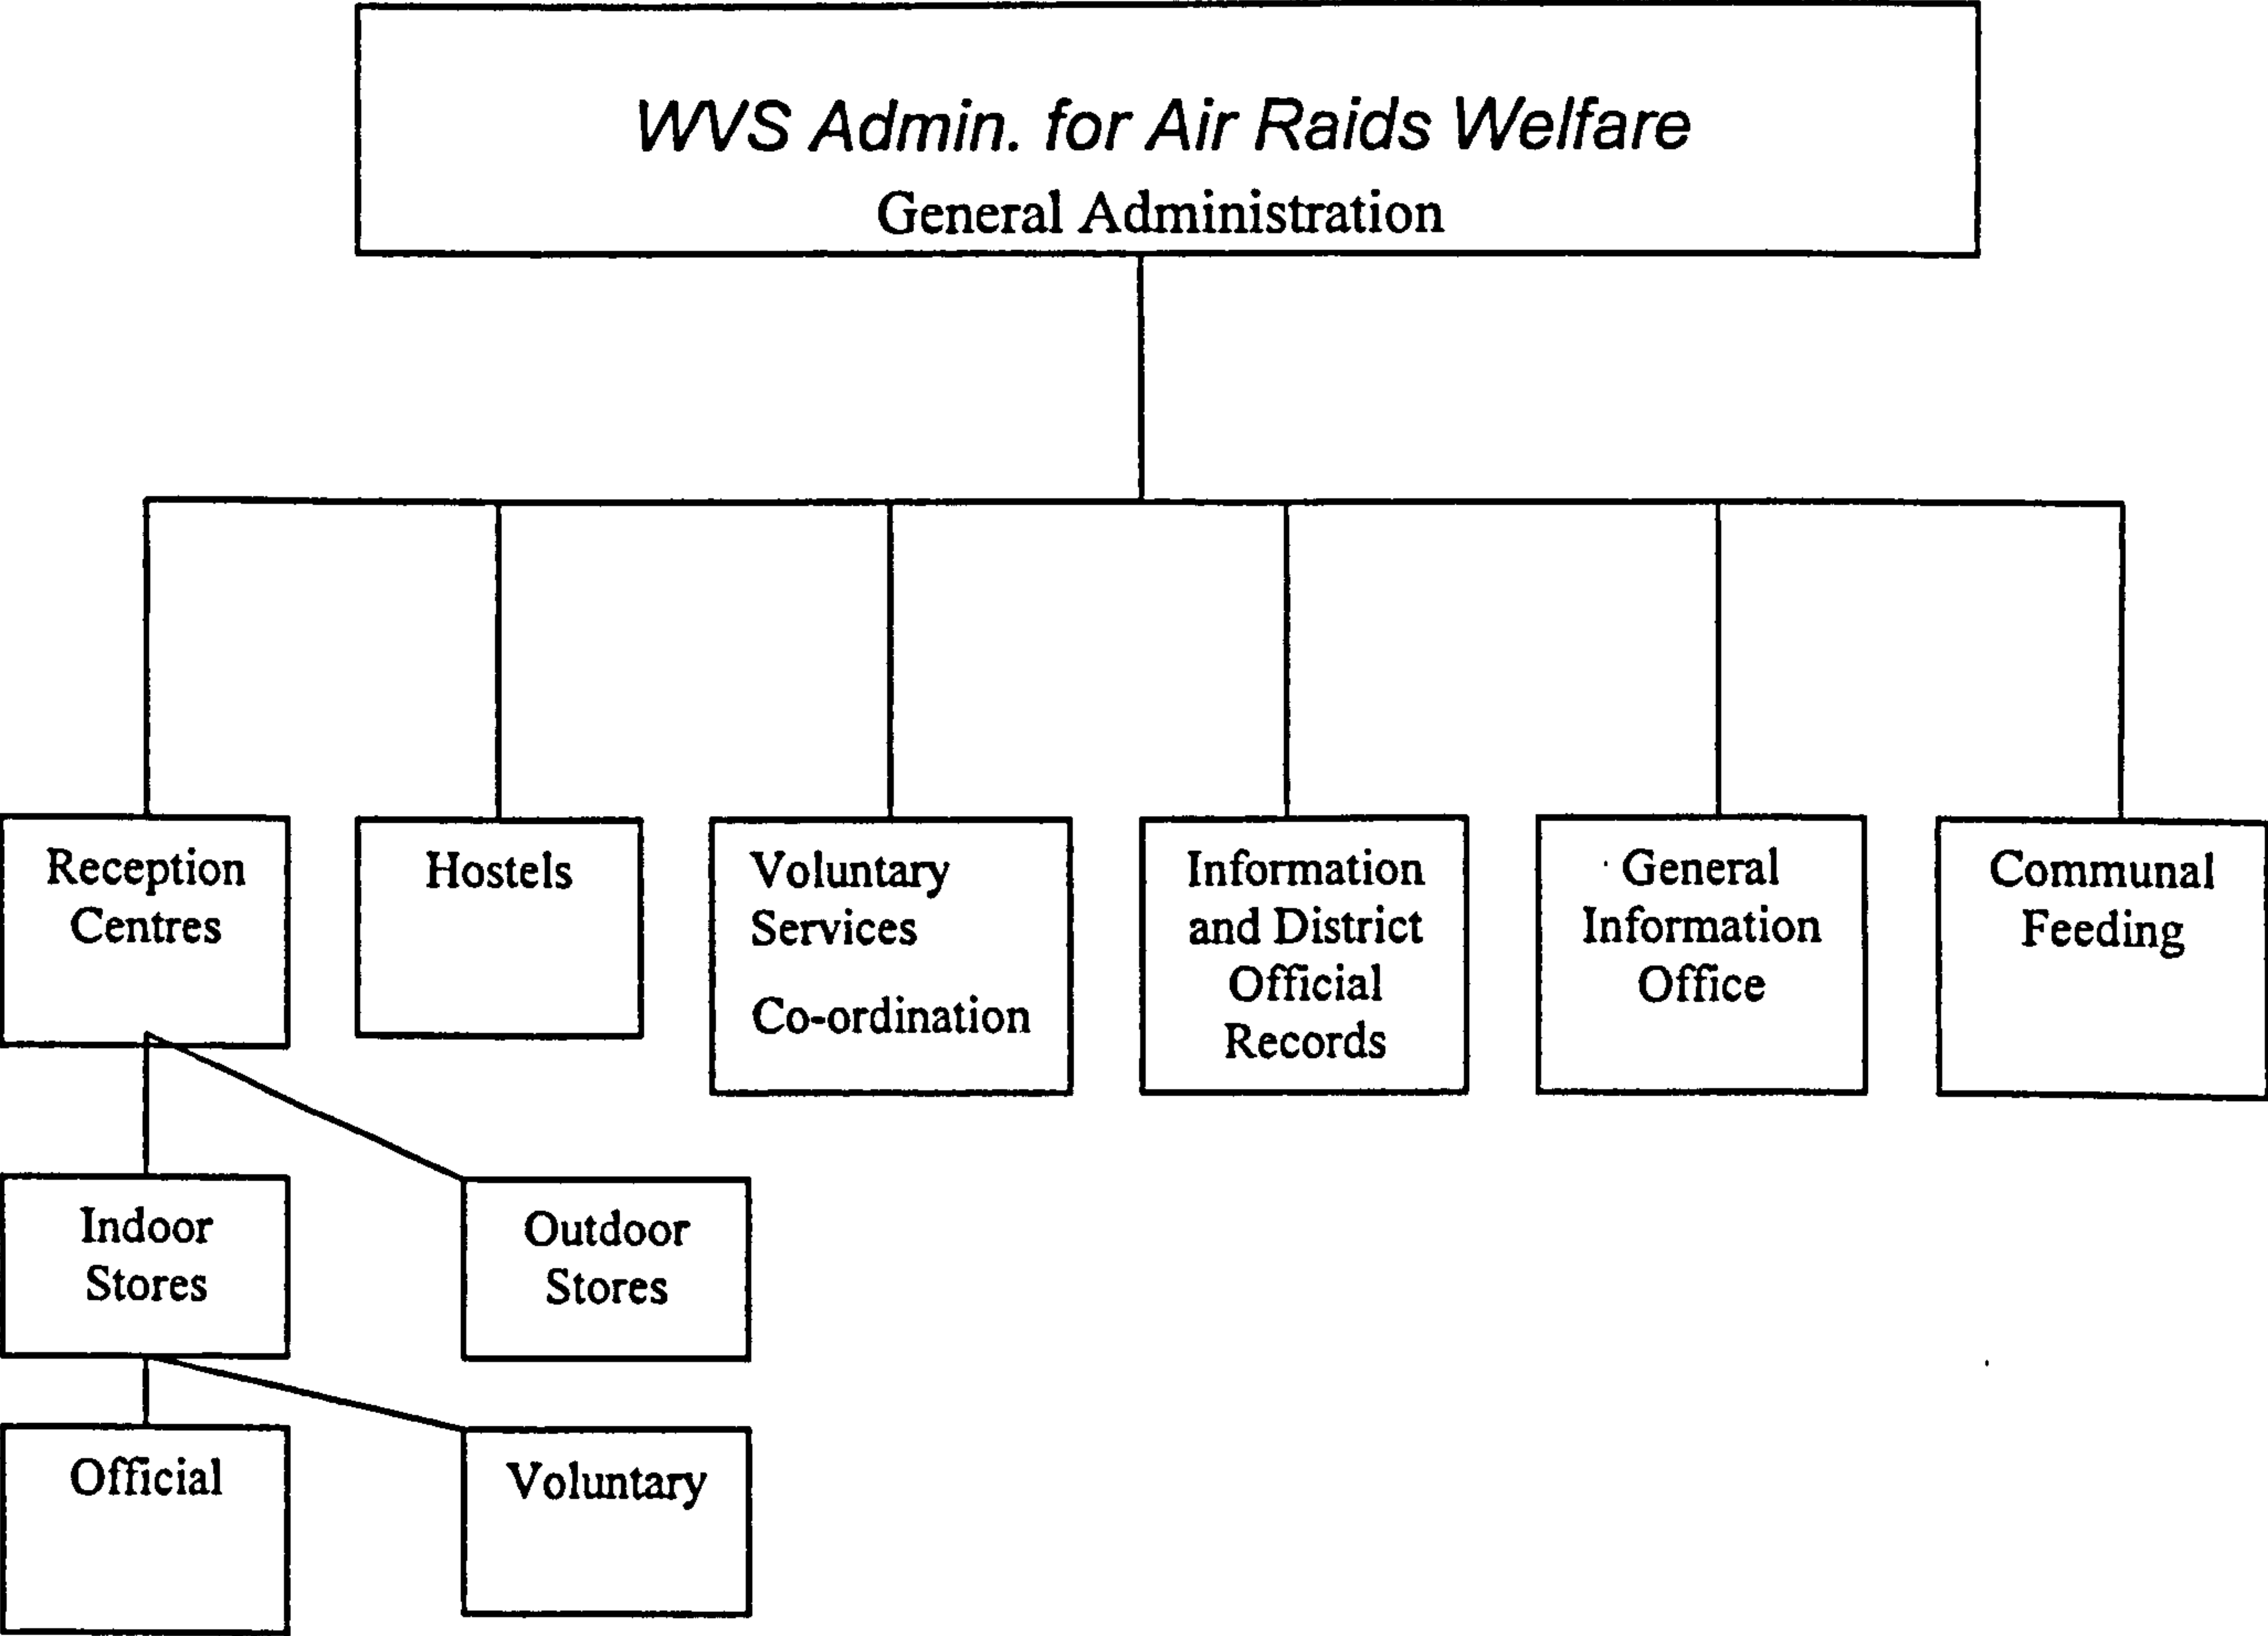 WVS Admin. for Air Raids Welfare
General Administration
Reception
Centres
Hostels
Voluntary
Services
Co-ordination
Information
and District
Official
Records
General
Information
Office
Communal
Feeding
Indoor
Stores
Outdoor
Stores
Official
Voluntary